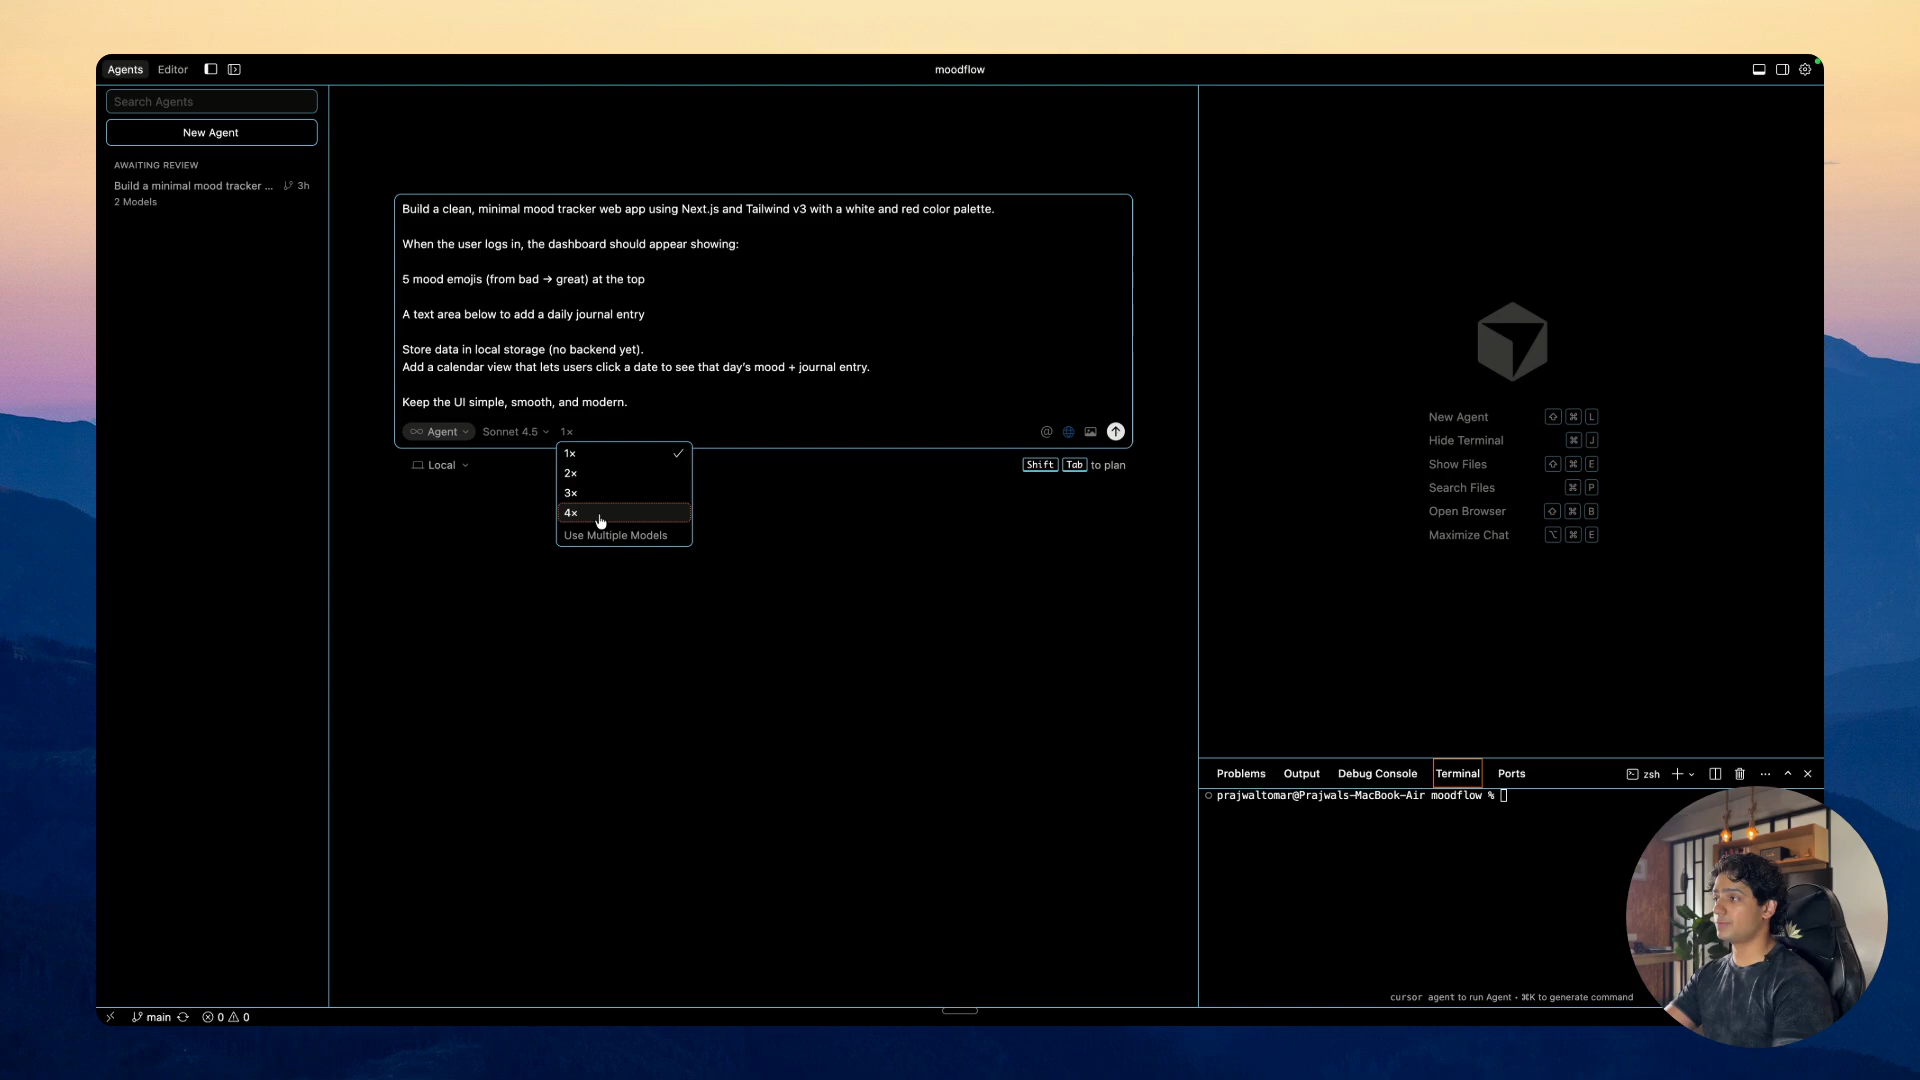 Agents Editor
moodflow
Search Agents
New Agent
AWAITING REVIEW
Build a minimal mood tracker ... 3h
2 Models
Build a clean, minimal mood tracker web app using Next.js and Tailwind v3 with a white and red color palette.
When the user logs in, the dashboard should appear showing:
5 mood emojis (from bad → great) at the top
A text area below to add a daily journal entry
Store data in local storage (no backend yet).
Add a calendar view that lets users click a date to see that day's mood + journal entry.
Keep the UI simple, smooth, and modern.
∞ Agent Sonnet 4.5 1×
@
Local
Shift Tab to plan
1× ✓
2×
3×
4×
Use Multiple Models
New Agent ⇧ ⌘ L
Hide Terminal ⌘ J
Show Files ⇧ ⌘ E
Search Files ⌘ P
Open Browser ⇧ ⌘ B
Maximize Chat ⌥ ⌘ E
Problems Output Debug Console Terminal Ports
zsh
prajwaltomar@Prajwals-MacBook-Air moodflow %
cursor agent to run Agent • ⌘K to generate command
main 0 0